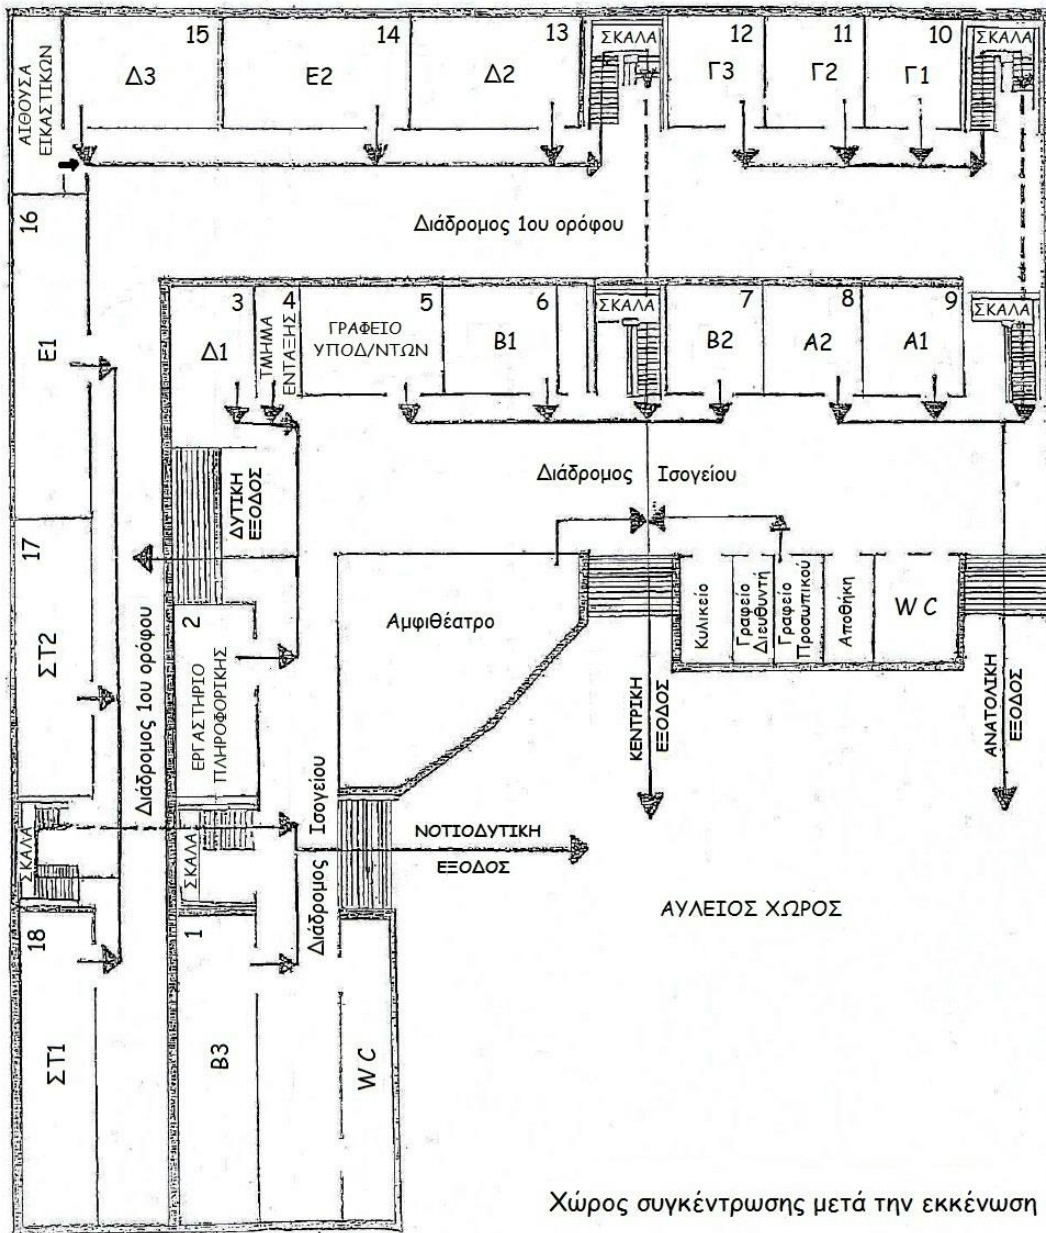 15
14
13
ΣΚΑΛΑ
12
11
10
ΣΚΑΛΑ
ΑΙΘΟΥΣΑ
ΕΙΚΑΣΤΙΚΩΝ
Δ3
Ε2
Δ2
Γ3
Γ2
Γ1
16
Διάδρομος 1ου ορόφου
3
4
5
6
ΣΚΑΛΑ
7
8
9
ΣΚΑΛΑ
Ε1
Δ1
ΤΜΗΜΑ
ΕΝΤΑΞΗΣ
ΓΡΑΦΕΙΟ
ΥΠΟΔ/ΝΤΩΝ
Β1
Β2
Α2
Α1
ΔΥΤΙΚΗ
ΕΞΟΔΟΣ
Διάδρομος Ισογείου
17
ΣΤ2
Διάδρομος 1ου ορόφου
2
ΕΡΓΑΣΤΗΡΙΟ
ΠΛΗΡΟΦΟΡΙΚΗΣ
Αμφιθέατρο
Κυλικείο
Γραφείο
Διευθυντή
Γραφείο
Προσωπικού
Αποθήκη
WC
ΚΕΝΤΡΙΚΗ
ΕΞΟΔΟΣ
ΑΝΑΤΟΛΙΚΗ
ΕΞΟΔΟΣ
ΣΚΑΛΑ
ΣΚΑΛΑ
Διάδρομος Ισογείου
ΝΟΤΙΟΔΥΤΙΚΗ
ΕΞΟΔΟΣ
ΑΥΛΕΙΟΣ ΧΩΡΟΣ
18
ΣΤ1
1
Β3
WC
Χώρος συγκέντρωσης μετά την εκκένωση